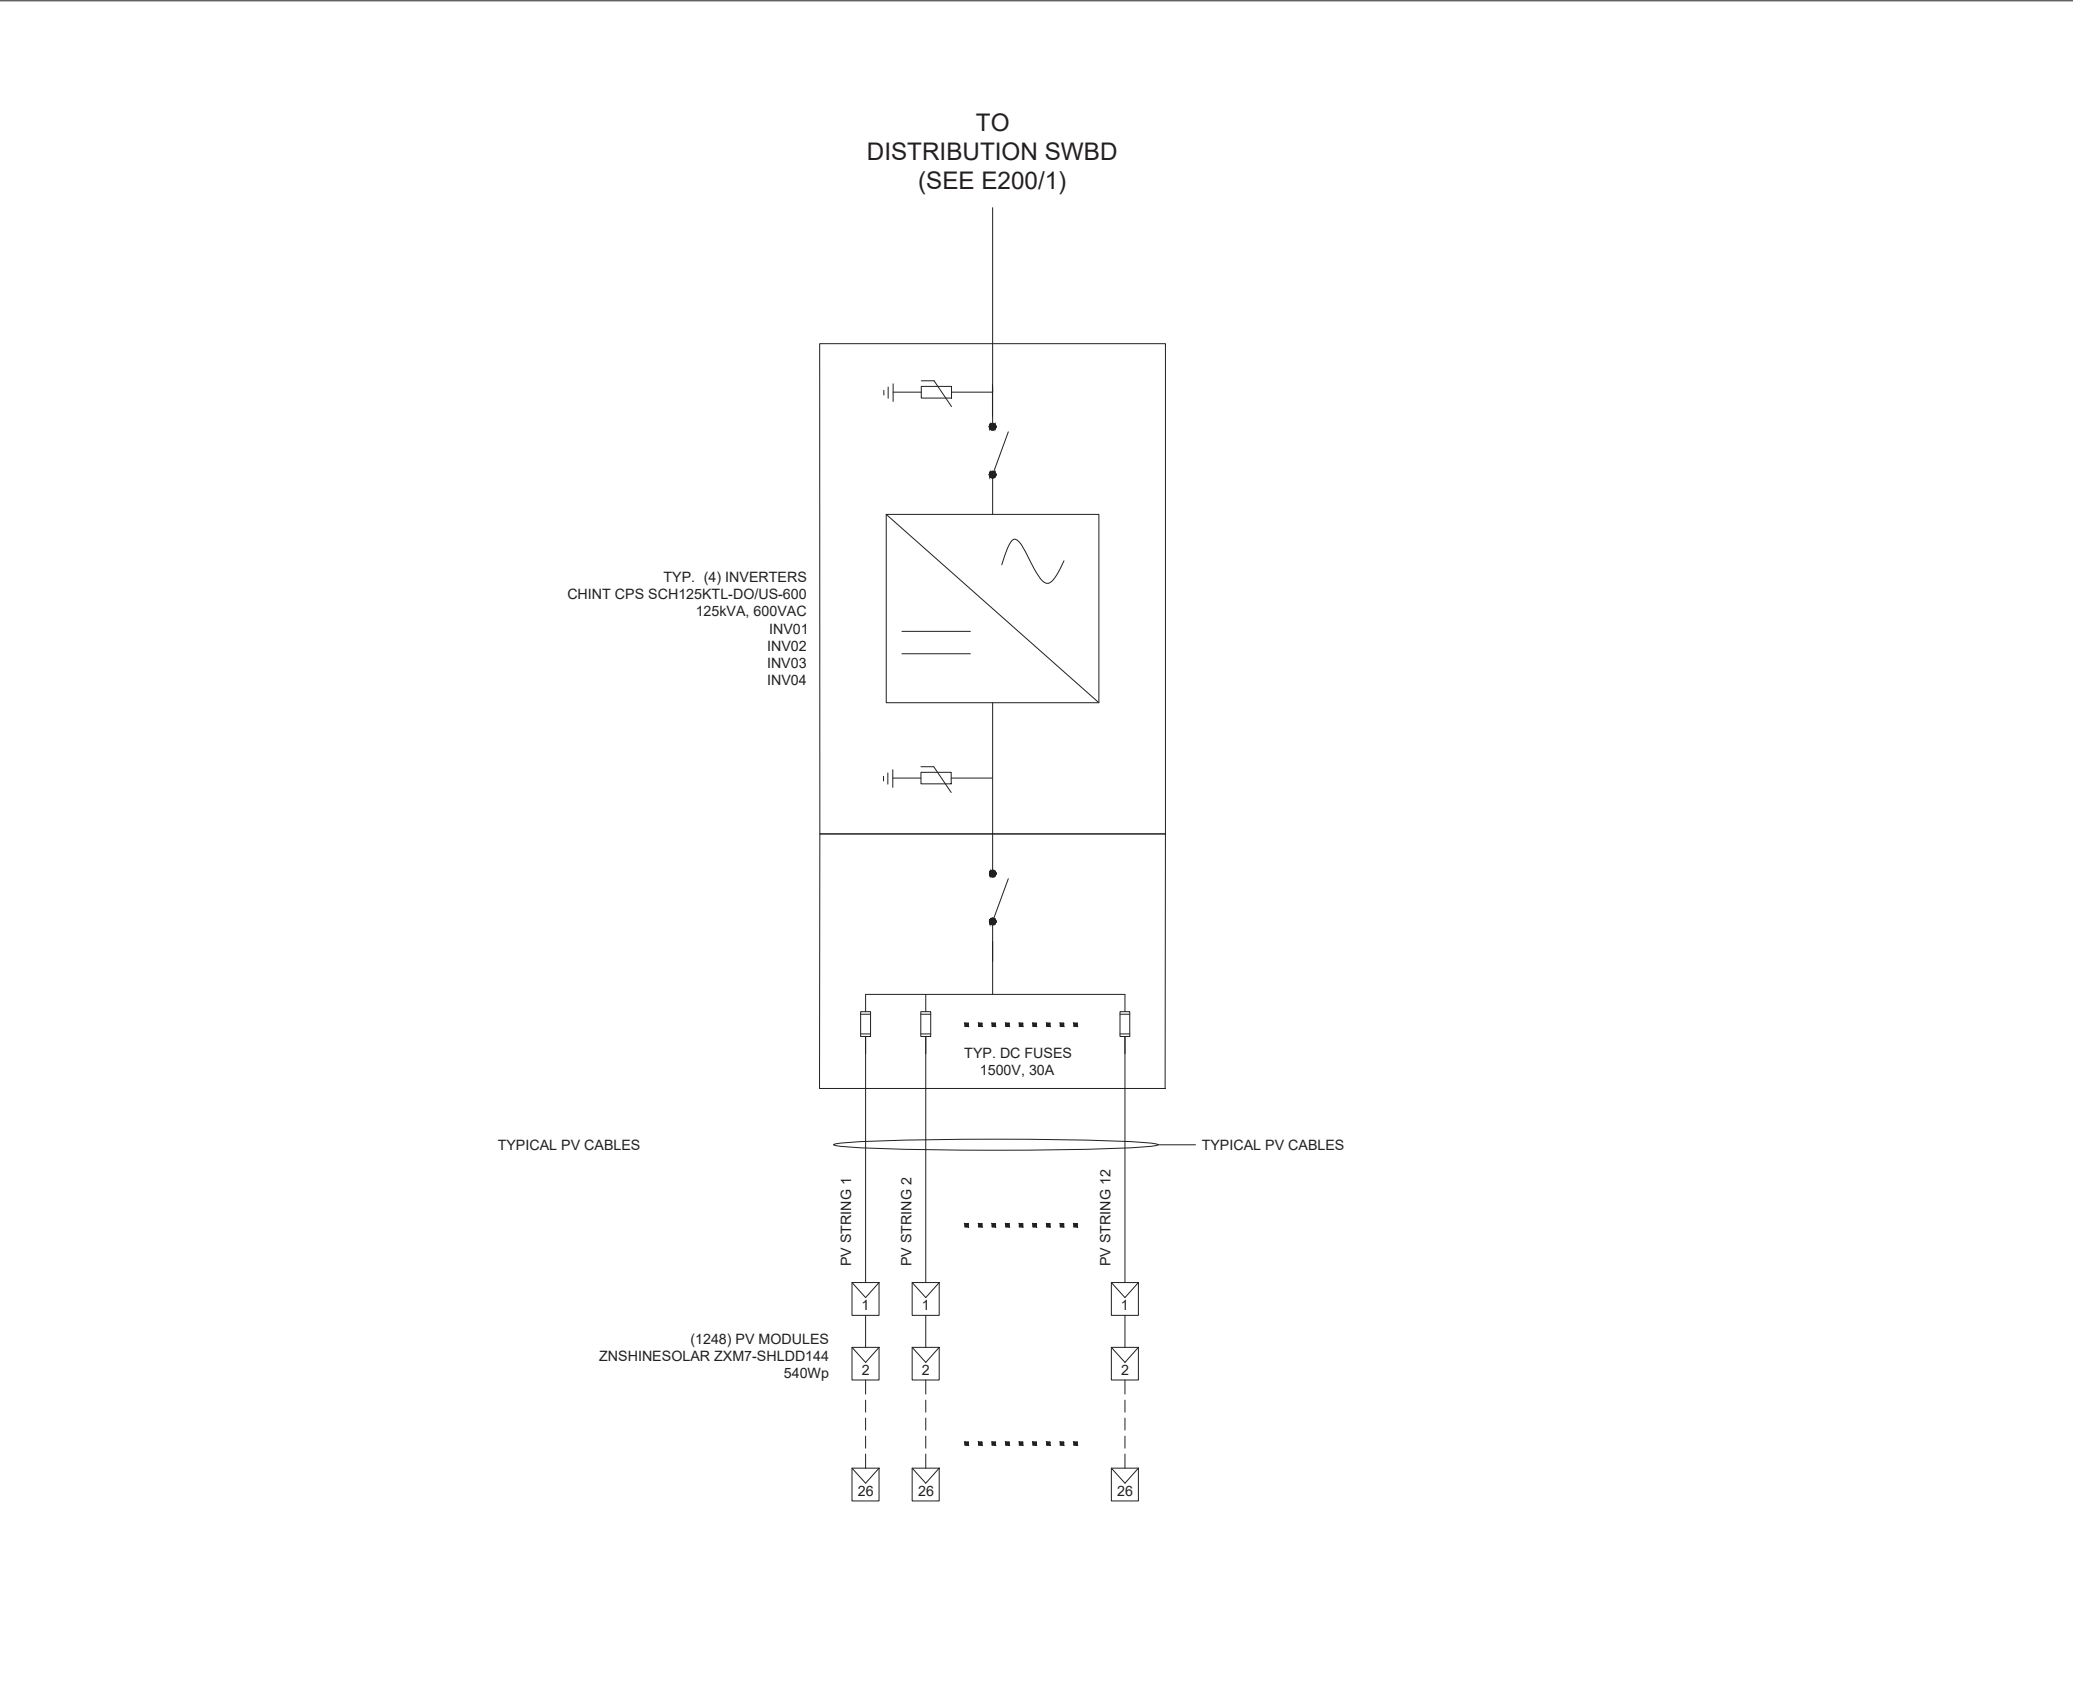 TO
DISTRIBUTION SWBD
(SEE E200/1)
TYP. (4) INVERTERS
CHINT CPS SCH125KTL-DO/US-600
125kVA, 600VAC
INV01
INV02
INV03
INV04
TYP. DC FUSES
1500V, 30A
TYPICAL PV CABLES
TYPICAL PV CABLES
PV STRING 1
PV STRING 2
PV STRING 12
1 1 1
(1248) PV MODULES
ZNSHINESOLAR ZXM7-SHLDD144
540Wp
2 2 2
26 26 26